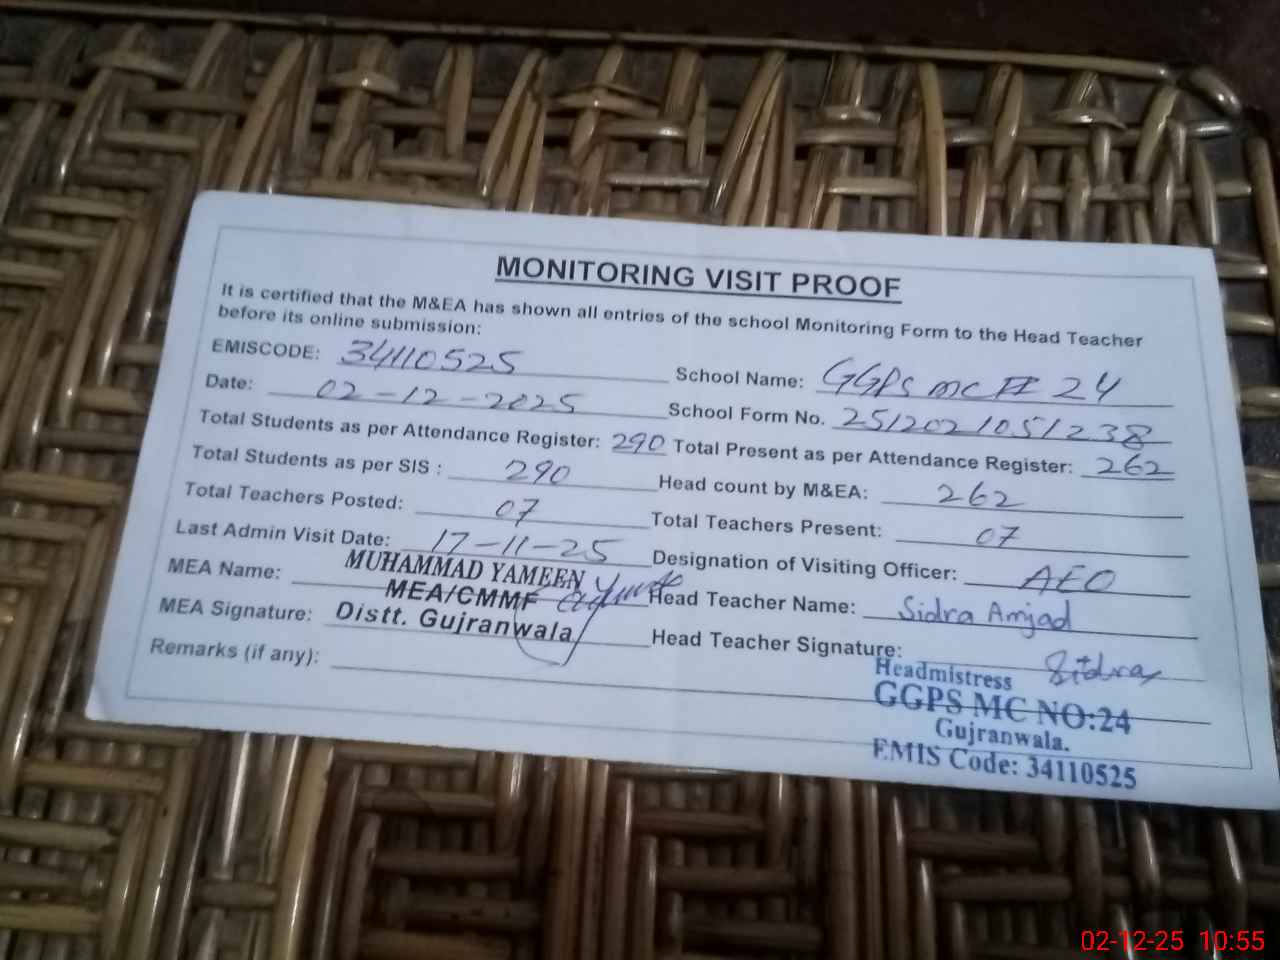 MONITORING VISIT PROOF
It is certified that the M&EA has shown all entries of the school Monitoring Form to the Head Teacher
before its online submission:
EMISCODE: 34110525 School Name: GGPS MC # 24
Date: 02-12-2025 School Form No. 2512021051238
Total Students as per Attendance Register: 290 Total Present as per Attendance Register: 262
Total Students as per SIS : 290 Head count by M&EA: 262
Total Teachers Posted: 07 Total Teachers Present: 07
Last Admin Visit Date: 17-11-25 Designation of Visiting Officer: AEO
MEA Name: MUHAMMAD YAMEEN Head Teacher Name: Sidra Amjad
MEA/CMMF
MEA Signature: Distt. Gujranwala Head Teacher Signature: Sidra
Remarks (if any):
Headmistress
GGPS MC NO:24
Gujranwala.
EMIS Code: 34110525
02-12-25 10:55